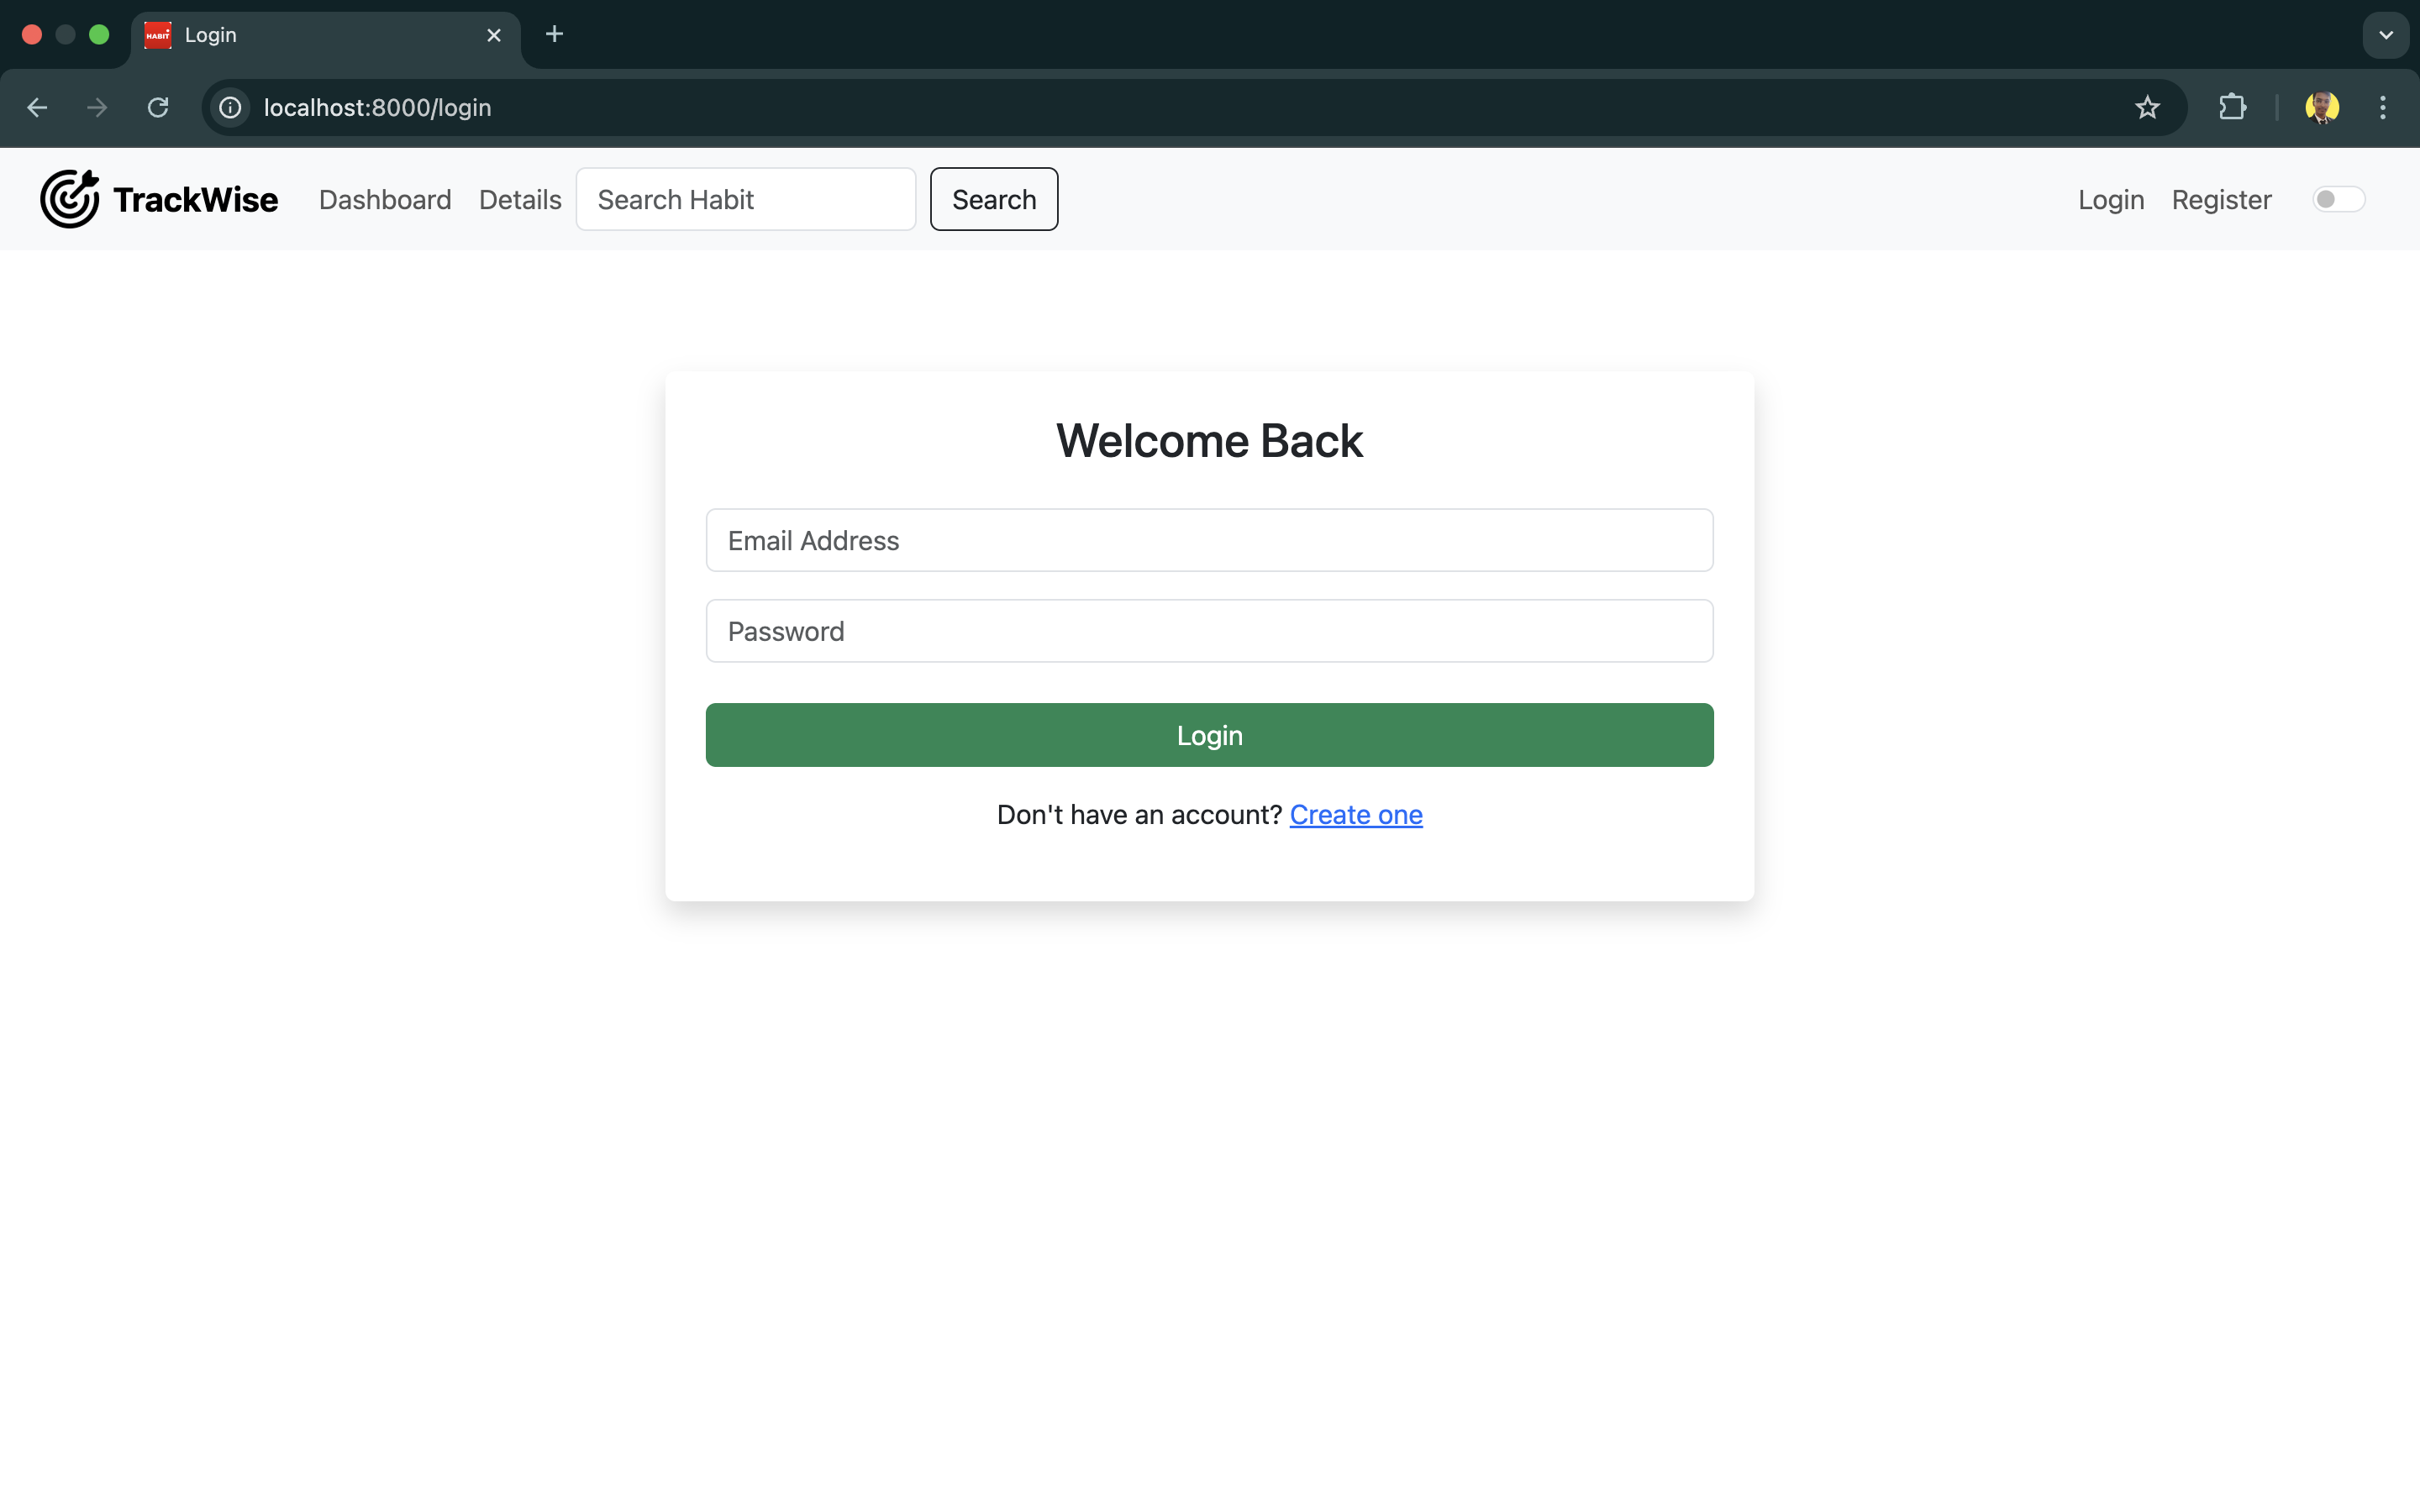 HABIT Login
localhost:8000/login
TrackWise Dashboard Details Search Habit Search Login Register
Welcome Back
Email Address
Password
Login
Don't have an account? Create one